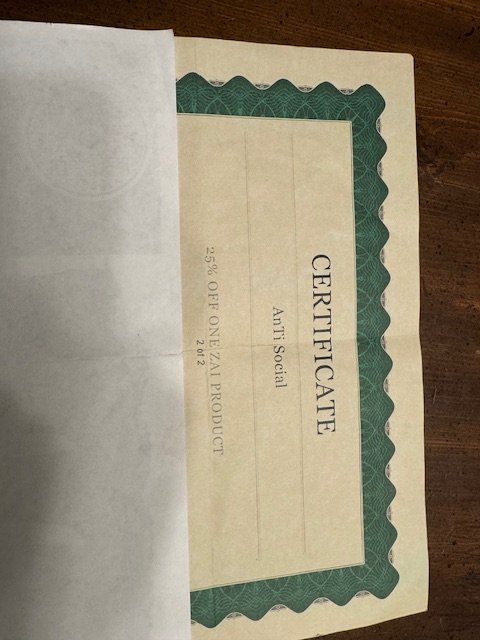 CERTIFICATE
AnTi Social
25% OFF ONE ZAI PRODUCT
2 of 2